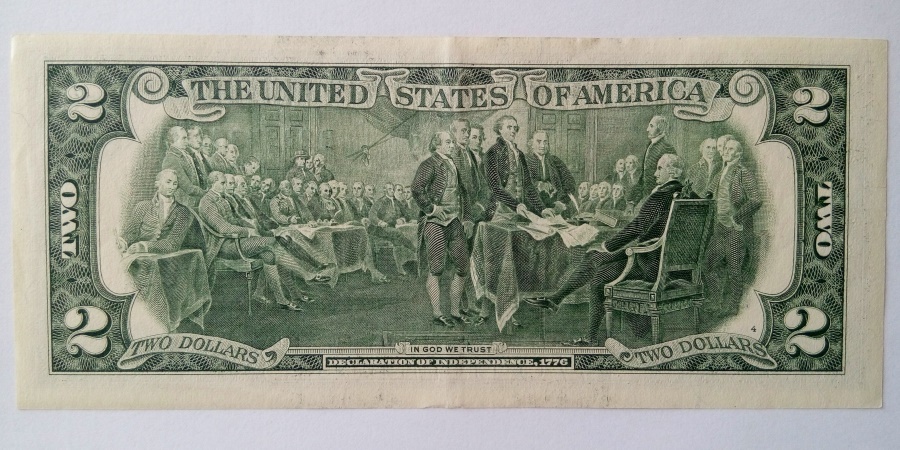 THE UNITED STATES OF AMERICA
2
2
TWO
TWO
2
2
4
TWO DOLLARS
TWO DOLLARS
IN GOD WE TRUST
DECLARATION OF INDEPENDENCE, 1776